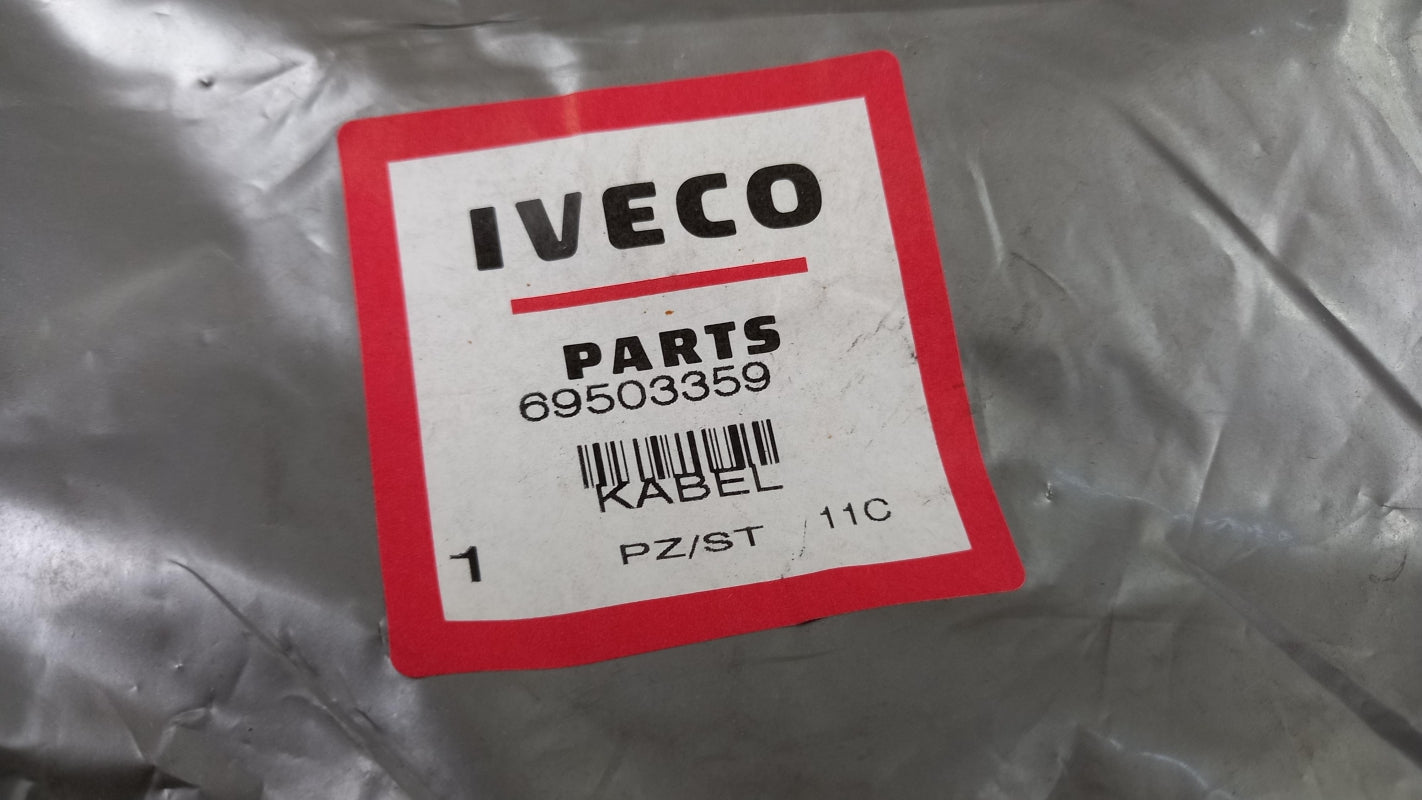 IVECO
PARTS
69503359
KABEL
1 PZ/ST 11C